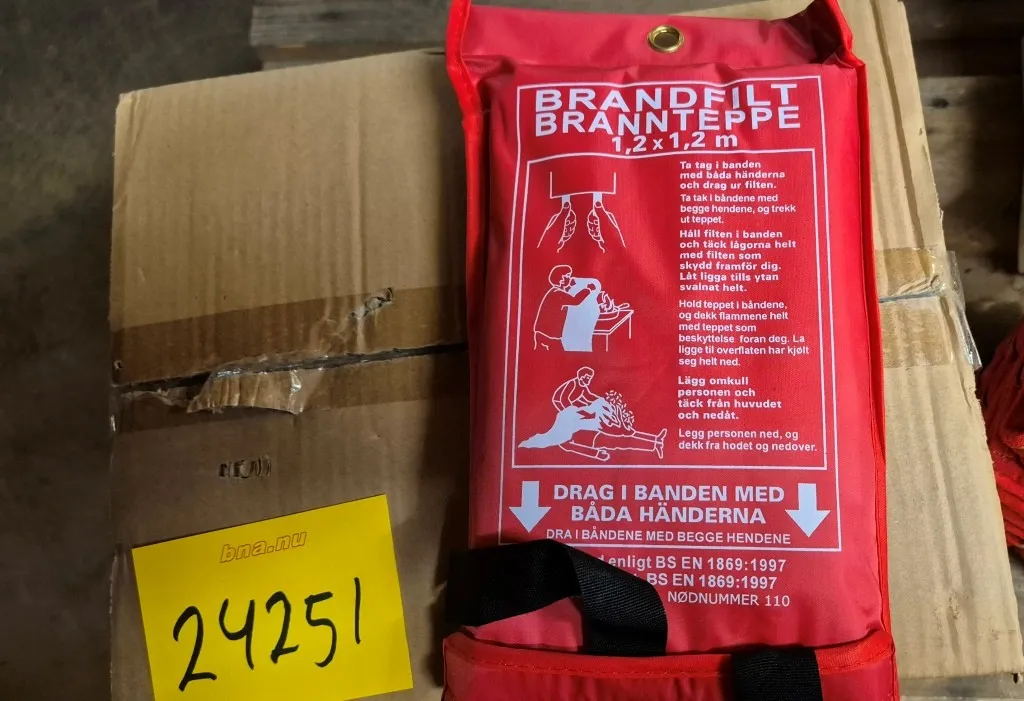 BRANDFILT
BRANNTEPPE
1,2 x 1,2 m
Ta tag i banden
med båda händerna
och drag ur filten.
Ta tak i båndene med
begge hendene, og trekk
ut teppet.
Håll filten i banden
och täck lågorna helt
med filten som
skydd framför dig.
Låt ligga tills ytan
svalnat helt.
Hold teppet i båndene,
og dekk flammene helt
med teppet som
beskyttelse foran deg. La
ligge til overflaten har kjølt
seg helt ned.
Lägg omkull
personen och
täck från huvudet
och nedåt.
Legg personen ned, og
dekk fra hodet og nedover.
DRAG I BANDEN MED
BÅDA HÄNDERNA
DRA I BÅNDENE MED BEGGE HENDENE
enligt BS EN 1869:1997
BS EN 1869:1997
NØDNUMMER 110
bna.nu
24251